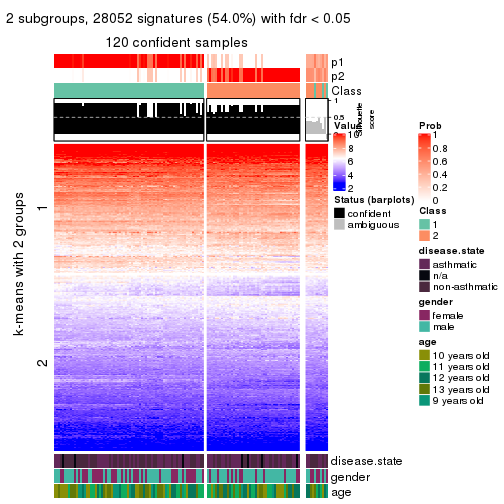 2 subgroups, 28052 signatures (54.0%) with fdr < 0.05
120 confident samples
p1
p2
Class
1
0.5
0
Silhouette
score
k-means with 2 groups
1
2
disease.state
gender
age
Value
10
8
6
4
2
Status (barplots)
confident
ambiguous
Prob
1
0.8
0.6
0.4
0.2
0
Class
1
2
disease.state
asthmatic
n/a
non-asthmatic
gender
female
male
age
10 years old
11 years old
12 years old
13 years old
9 years old